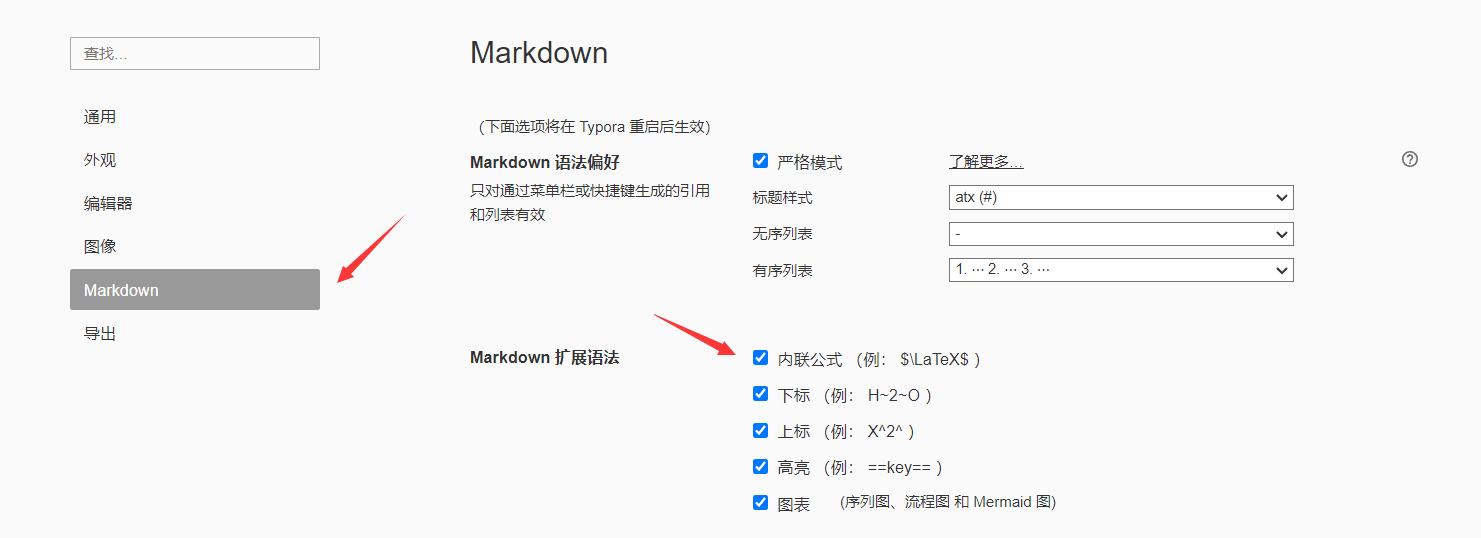 查找...
通用
外观
编辑器
图像
Markdown
导出
Markdown
（下面选项将在 Typora 重启后生效）
Markdown 语法偏好
只对通过菜单栏或快捷键生成的引用
和列表有效
严格模式 了解更多...
标题样式 atx (#)
无序列表 -
有序列表 1. ··· 2. ··· 3. ···
Markdown 扩展语法
内联公式 （例： $\LaTeX$ ）
下标 （例： H~2~O ）
上标 （例： X^2^ ）
高亮 （例： ==key== ）
图表 (序列图、流程图 和 Mermaid 图)